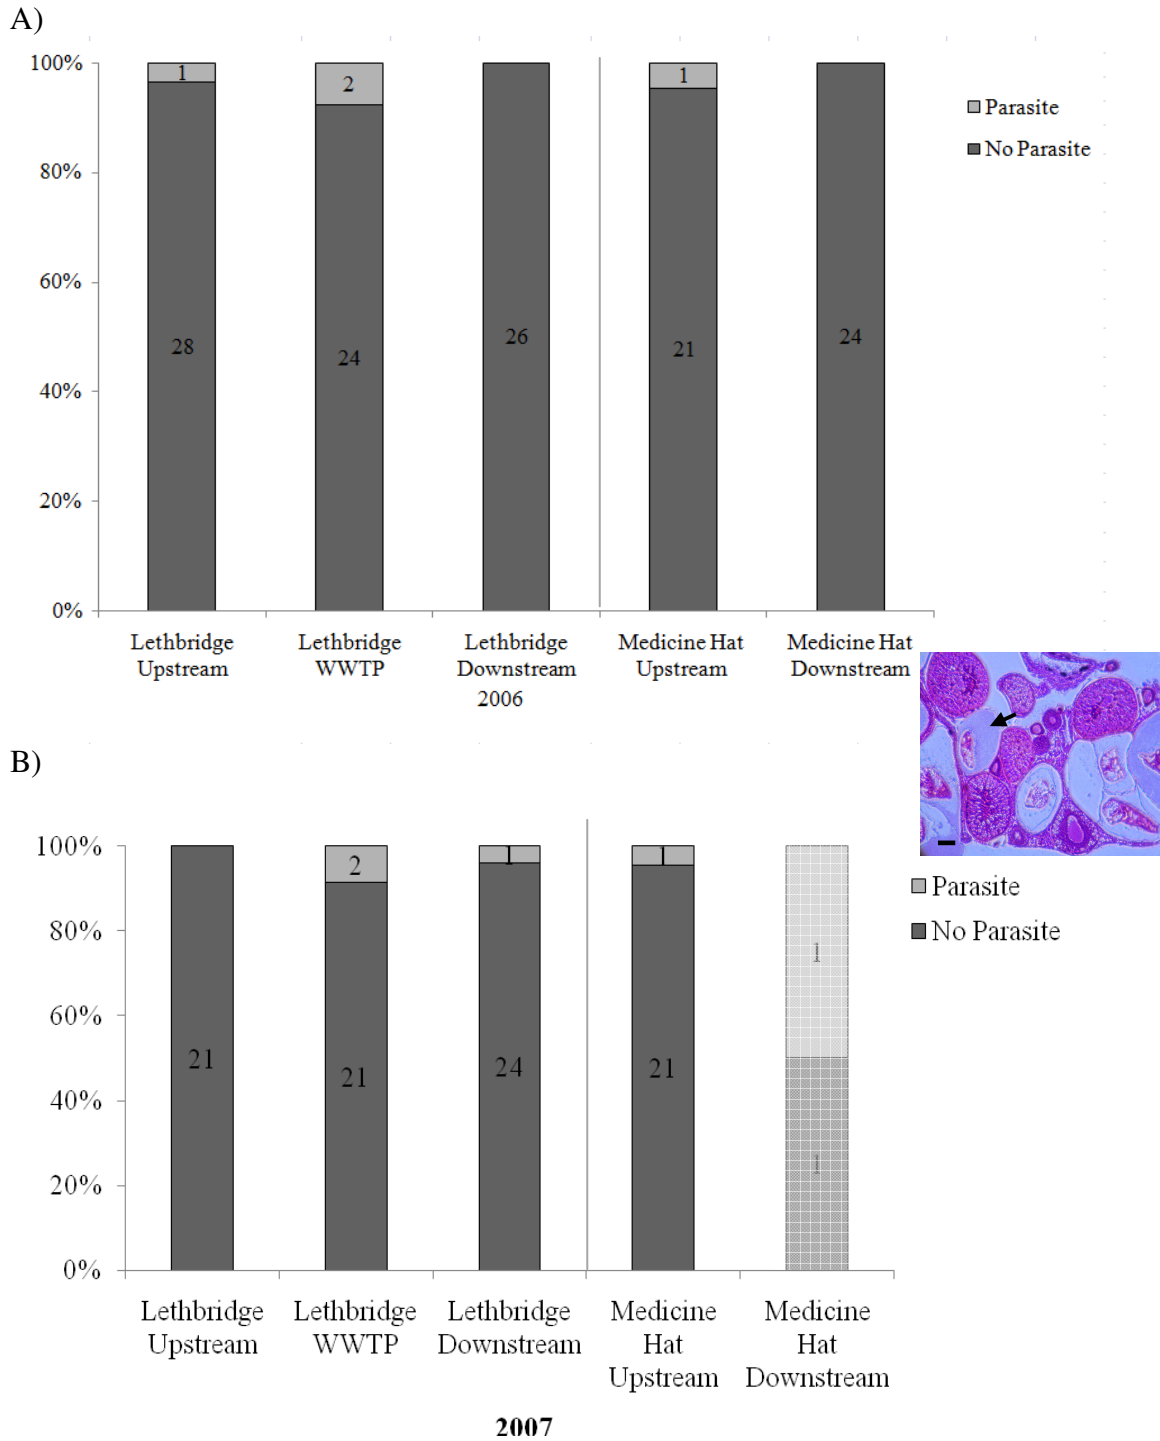 A)
100%
80%
60%
40%
20%
0%
1
2
1
28
24
26
21
24
Parasite
No Parasite
Lethbridge
Upstream
Lethbridge
WWTP
Lethbridge
Downstream
Medicine Hat
Upstream
Medicine Hat
Downstream
2006
B)
100%
80%
60%
40%
20%
0%
2
1
1
1
21
21
24
21
1
Parasite
No Parasite
Lethbridge
Upstream
Lethbridge
WWTP
Lethbridge
Downstream
Medicine
Hat
Upstream
Medicine
Hat
Downstream
2007